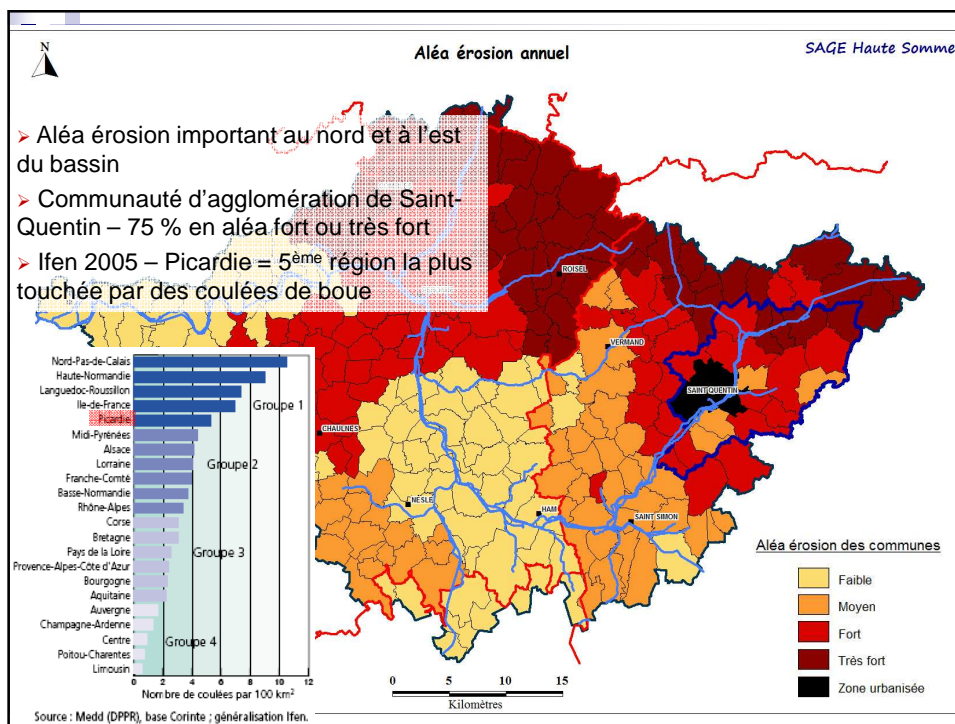 N
Aléa érosion annuel
SAGE Haute Somme
➢ Aléa érosion important au nord et à l'est
du bassin
➢ Communauté d'agglomération de Saint-
Quentin – 75 % en aléa fort ou très fort
➢ Ifen 2005 – Picardie = 5ème région la plus
touchée par des coulées de boue
ROISEL
VERMAND
SAINT QUENTIN
CHAULNES
NESLE
HAM
SAINT SIMON
Nord-Pas-de-Calais
Haute-Normandie
Languedoc-Roussillon
Ile-de-France
Picardie
Midi-Pyrénées
Alsace
Lorraine
Franche-Comté
Basse-Normandie
Rhône-Alpes
Corse
Bretagne
Pays de la Loire
Provence-Alpes-Côte d'Azur
Bourgogne
Aquitaine
Auvergne
Champagne-Ardenne
Centre
Poitou-Charentes
Limousin
Groupe 1
Groupe 2
Groupe 3
Groupe 4
0 2 4 6 8 10 12
Nombre de coulées par 100 km²
Source : Medd (DPPR), base Corinte ; généralisation Ifen.
0 5 10 15
Kilomètres
Aléa érosion des communes
Faible
Moyen
Fort
Très fort
Zone urbanisée